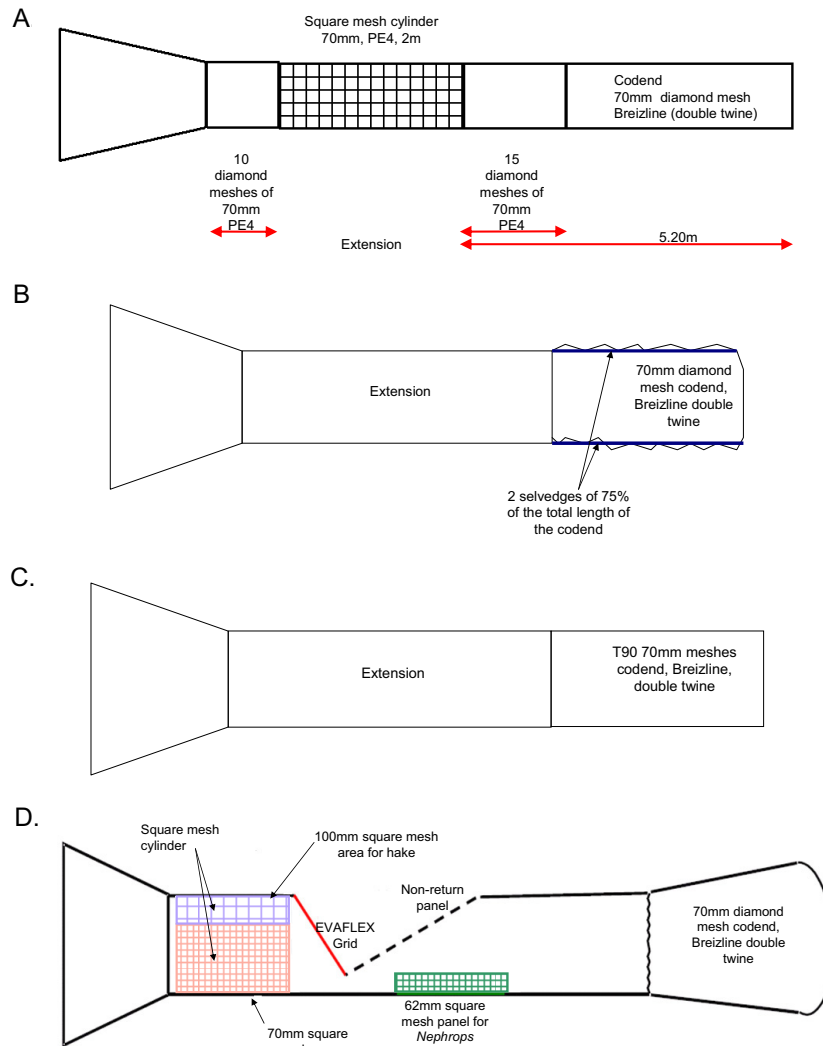 A
Square mesh cylinder
70mm, PE4, 2m
Codend
70mm diamond mesh
Breizline (double twine)
10
diamond
meshes of
70mm
PE4
15
diamond
meshes of
70mm
PE4
Extension
5.20m
B
Extension
70mm diamond
mesh codend,
Breizline double
twine
2 selvedges of 75%
of the total length of
the codend
C.
Extension
T90 70mm meshes
codend, Breizline,
double twine
D.
Square mesh
cylinder
100mm square mesh
area for hake
Non-return
panel
EVAFLEX
Grid
70mm diamond
mesh codend,
Breizline double
twine
62mm square
mesh panel for
Nephrops
70mm square